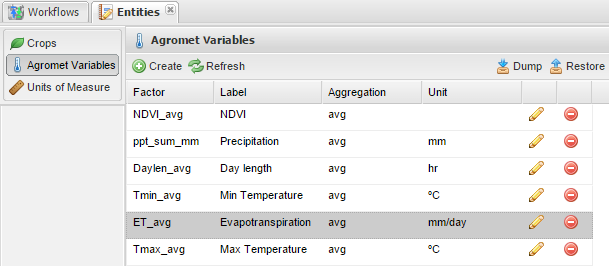 Workflows Entities
Crops
Agromet Variables
Units of Measure
Agromet Variables
Create Refresh Dump Restore
Factor Label Aggregation Unit
NDVI_avg NDVI avg
ppt_sum_mm Precipitation avg mm
Daylen_avg Day length avg hr
Tmin_avg Min Temperature avg ºC
ET_avg Evapotranspiration avg mm/day
Tmax_avg Max Temperature avg ºC